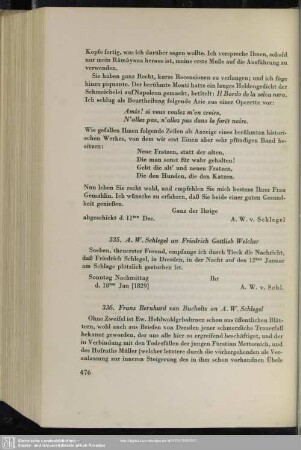 Kopfe fertig, was ich darüber sagen wollte. Ich verspreche Ihnen, sobald
nur mein Râmâyana heraus ist, meine erste Muße auf die Ausführung zu
verwenden.
Sie haben ganz Recht, kurze Recensionen zu verlangen; und ich füge
hinzu poignante. Der berühmte Monti hatte ein langes Heldengedicht der
Schmeichelei auf Napoleon gemacht, betitelt: Il Bardo de la selva nera.
Ich schlug als Beurtheilung folgende Arie aus einer Operette vor:
Amis! si vous voulez m'en croire,
N'allez pas, n'allez pas dans la forêt noire.
Wie gefallen Ihnen folgende Zeilen als Anzeige eines berühmten histori-
schen Werkes, von dem wir erst Einen aber sehr pfündigen Band be-
sitzen:
Neue Fratzen, statt der alten,
Die man sonst für wahr gehalten!
Gebt die alt' und neuen Fratzen,
Die den Hunden, die den Katzen.
Nun leben Sie recht wohl, und empfehlen Sie mich bestens Ihrer Frau
Gemahlin. Ich wünsche zu erfahren, daß Sie beide einer guten Gesund-
heit genießen.
Ganz der Ihrige
abgeschickt d. 12ten Dec. A. W. v. Schlegel
335. A. W. Schlegel an Friedrich Gottlieb Welcker
Soeben, theuerster Freund, empfange ich durch Tieck die Nachricht,
daß Friedrich Schlegel, in Dresden, in der Nacht auf den 12ten Januar
am Schlage plötzlich gestorben ist.
Sonntag Nachmittag Ihr
d. 18ten Jan [1829] A. W. v. Schl.
336. Franz Bernhard von Bucholtz an A. W. Schlegel
Ohne Zweifel ist Ew. Hochwohlgebohrnen schon aus öffentlichen Blät-
tern, wohl auch aus Briefen von Dresden jener schmerzliche Trauerfall
bekannt geworden, der uns alle hier so ergreifend beschäftiget, und der
in Verbindung mit den Todesfällen der jungen Fürstinn Metternich, und
des Hofraths Müller (welcher letztere durch die vorhergehenden als Ver-
anlassung zur inneren Steigerung des in ihm schon vorhandnen Übels
476